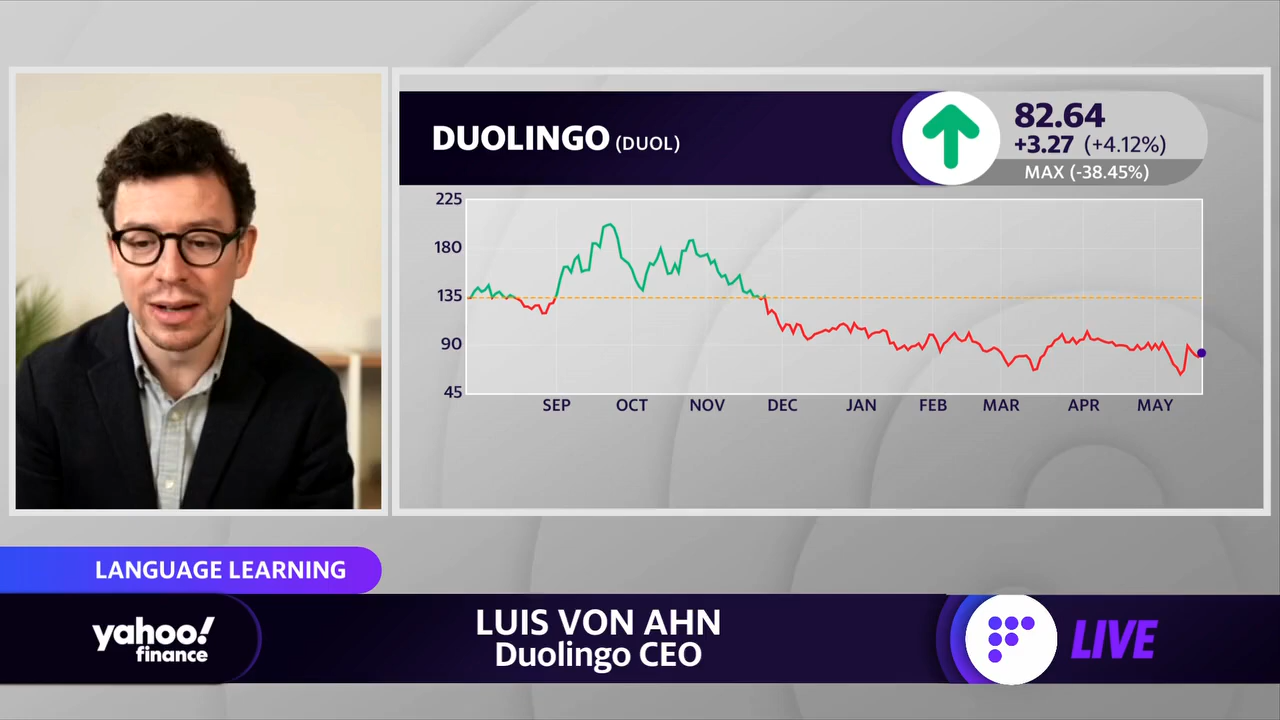 DUOLINGO (DUOL)
82.64
+3.27 (+4.12%)
MAX (-38.45%)
225
180
135
90
45
SEP OCT NOV DEC JAN FEB MAR APR MAY
LANGUAGE LEARNING
yahoo!
finance
LUIS VON AHN
Duolingo CEO
LIVE